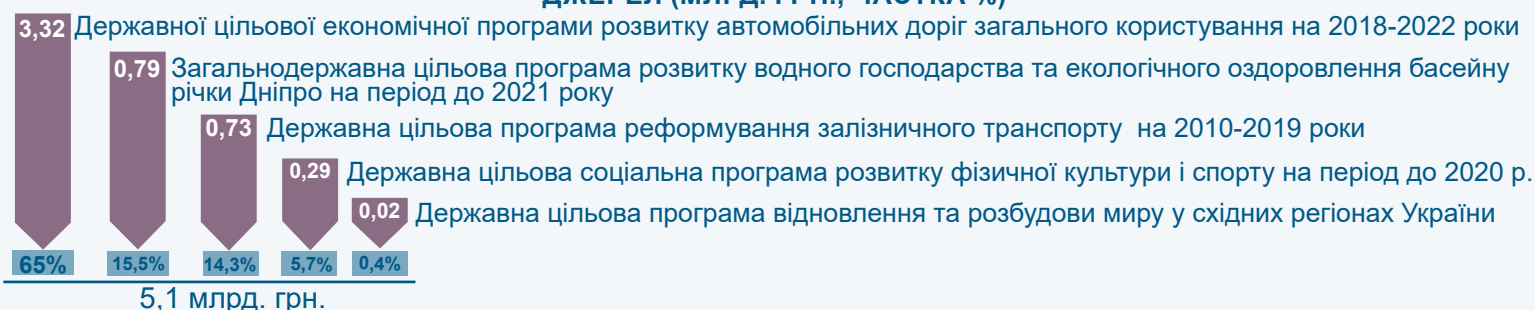 ДЖЕРЕЛ (МЛРД. ГРН., ЧАСТКА %)
3,32 Державної цільової економічної програми розвитку автомобільних доріг загального користування на 2018-2022 роки
0,79 Загальнодержавна цільова програма розвитку водного господарства та екологічного оздоровлення басейну
річки Дніпро на період до 2021 року
0,73 Державна цільова програма реформування залізничного транспорту на 2010-2019 роки
0,29 Державна цільова соціальна програма розвитку фізичної культури і спорту на період до 2020 р.
0,02 Державна цільова програма відновлення та розбудови миру у східних регіонах України
65% 15,5% 14,3% 5,7% 0,4%
5,1 млрд. грн.